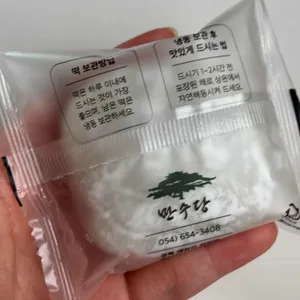 떡 보관방법
떡은 하루 이내에
드시는 것이 가장
좋으며, 남은 떡은
냉동 보관하세요.
냉동 보관 후
맛있게 드시는 법
드시기 1~2시간 전
포장된 채로 상온에서
자연해동시켜 드세요.
만수당
054) 654-3408